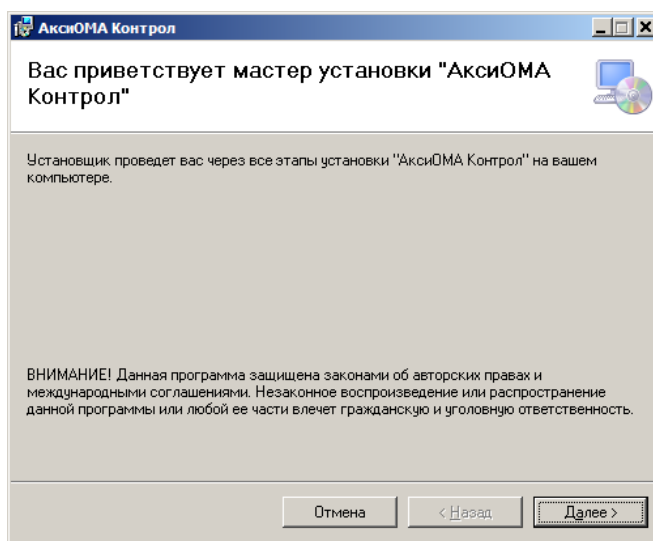 АксиОМА Контрол
Вас приветствует мастер установки "АксиОМА
Контрол"
Установщик проведет вас через все этапы установки "АксиОМА Контрол" на вашем
компьютере.
ВНИМАНИЕ! Данная программа защищена законами об авторских правах и
международными соглашениями. Незаконное воспроизведение или распространение
данной программы или любой ее части влечет гражданскую и уголовную ответственность.
Отмена
< Назад
Далее >